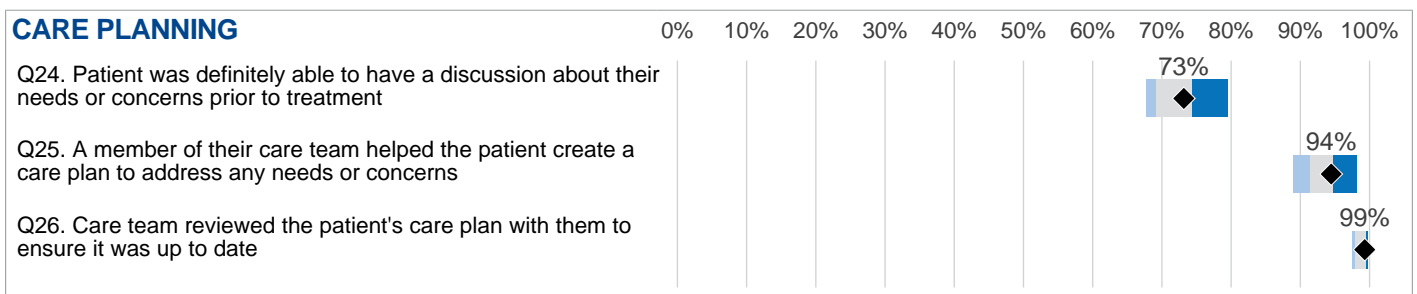 CARE PLANNING 0% 10% 20% 30% 40% 50% 60% 70% 80% 90% 100%
Q24. Patient was definitely able to have a discussion about their
needs or concerns prior to treatment
73%
Q25. A member of their care team helped the patient create a
care plan to address any needs or concerns
94%
Q26. Care team reviewed the patient's care plan with them to
ensure it was up to date
99%